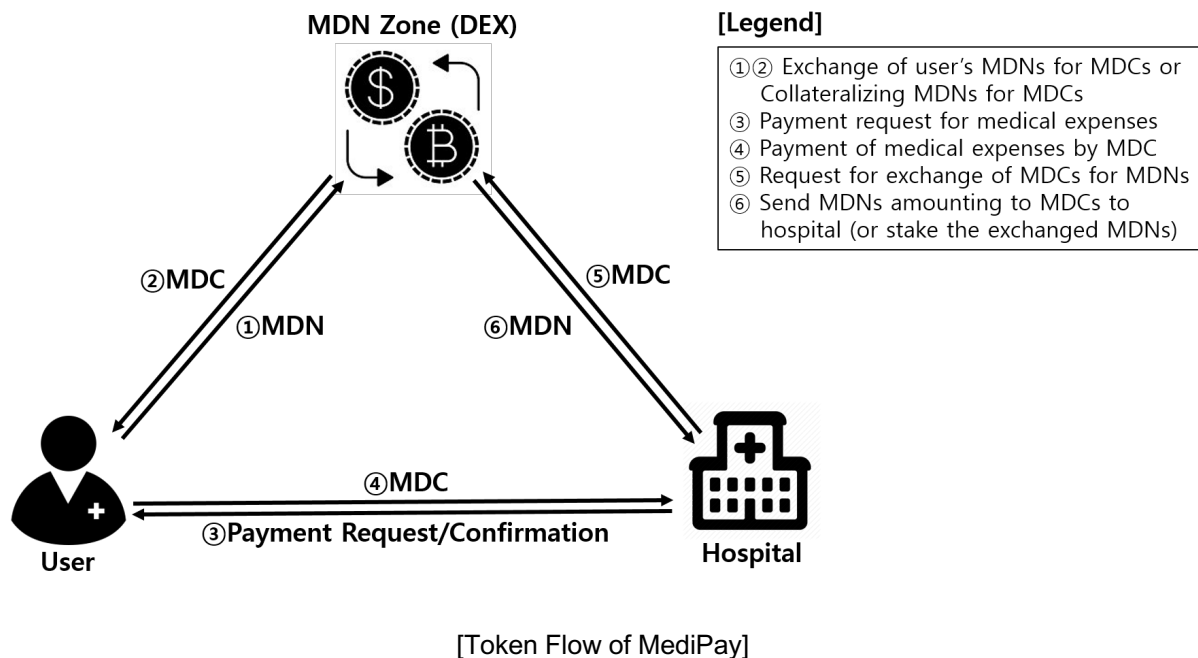 MDN Zone (DEX)
[Legend]
①② Exchange of user's MDNs for MDCs or
Collateralizing MDNs for MDCs
③ Payment request for medical expenses
④ Payment of medical expenses by MDC
⑤ Request for exchange of MDCs for MDNs
⑥ Send MDNs amounting to MDCs to
hospital (or stake the exchanged MDNs)
②MDC
①MDN
⑤MDC
⑥MDN
④MDC
③Payment Request/Confirmation
User
Hospital
[Token Flow of MediPay]